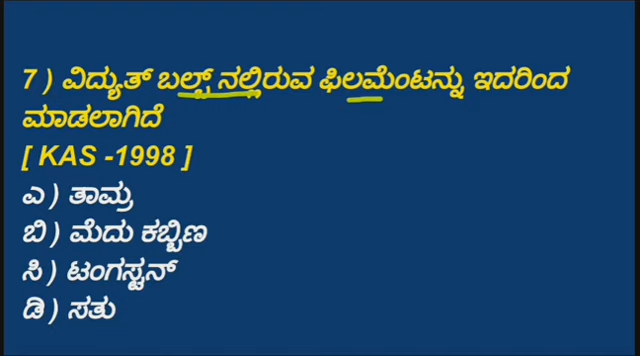 7 ) ವಿದ್ಯುತ್ ಬಲ್ಬ್ ನಲ್ಲಿರುವ ಫಿಲಮೆಂಟನ್ನು ಇದರಿಂದ
ಮಾಡಲಾಗಿದೆ
[ KAS -1998 ]
ಎ ) ತಾಮ್ರ
ಬಿ ) ಮೆದು ಕಬ್ಬಿಣ
ಸಿ ) ಟಂಗಸ್ಟನ್
ಡಿ ) ಸತು